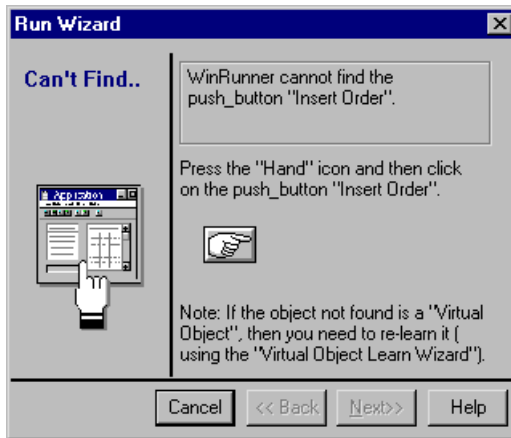 Run Wizard
Can't Find..
WinRunner cannot find the
push_button "Insert Order".
Press the "Hand" icon and then click
on the push_button "Insert Order".
Application
Note: If the object not found is a "Virtual
Object", then you need to re-learn it (
using the "Virtual Object Learn Wizard").
Cancel
<< Back
Next>>
Help